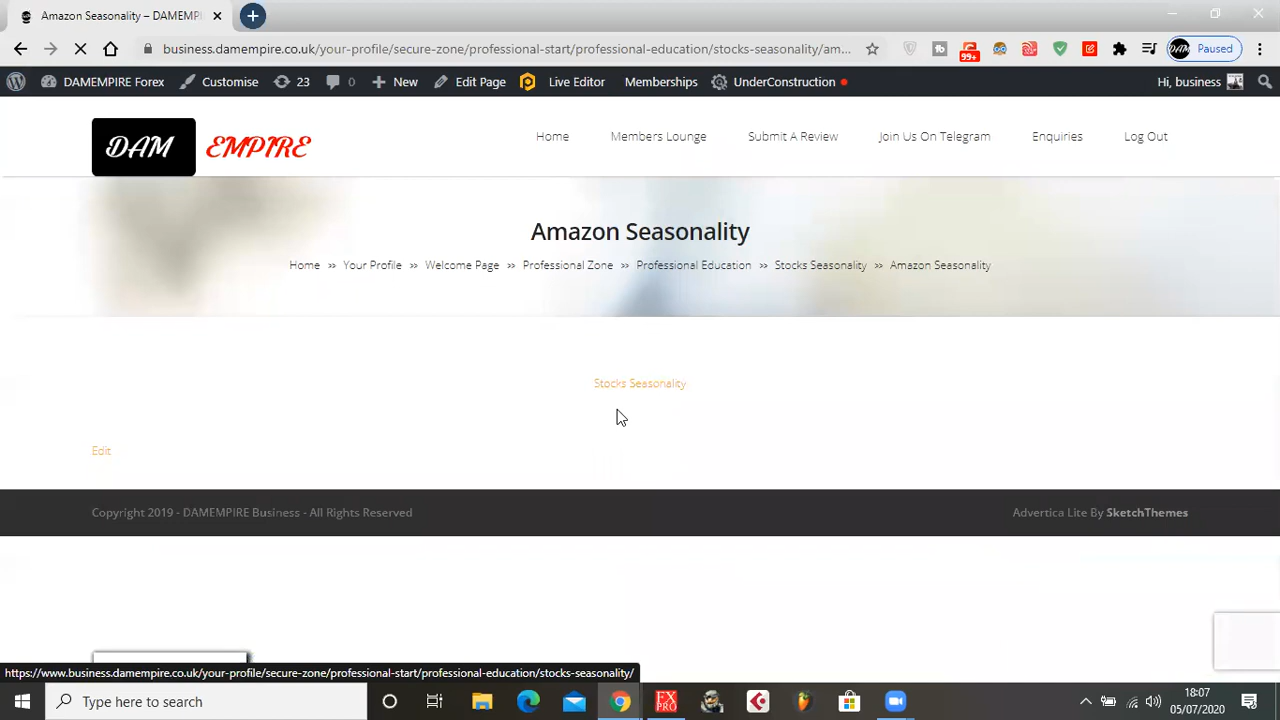 Amazon Seasonality – DAMEMPI
business.damempire.co.uk/your-profile/secure-zone/professional-start/professional-education/stocks-seasonality/am...
99+
DAM
Paused
DAMEMPIRE Forex
Customise
23
0
New
Edit Page
Live Editor
Memberships
UnderConstruction
Hi, business
DAM EMPIRE
Home
Members Lounge
Submit A Review
Join Us On Telegram
Enquiries
Log Out
Amazon Seasonality
Home » Your Profile » Welcome Page » Professional Zone » Professional Education » Stocks Seasonality » Amazon Seasonality
Stocks Seasonality
Edit
Copyright 2019 - DAMEMPIRE Business - All Rights Reserved
Advertica Lite By SketchThemes
https://www.business.damempire.co.uk/your-profile/secure-zone/professional-start/professional-education/stocks-seasonality/
Type here to search
FX
PRO
18:07
05/07/2020